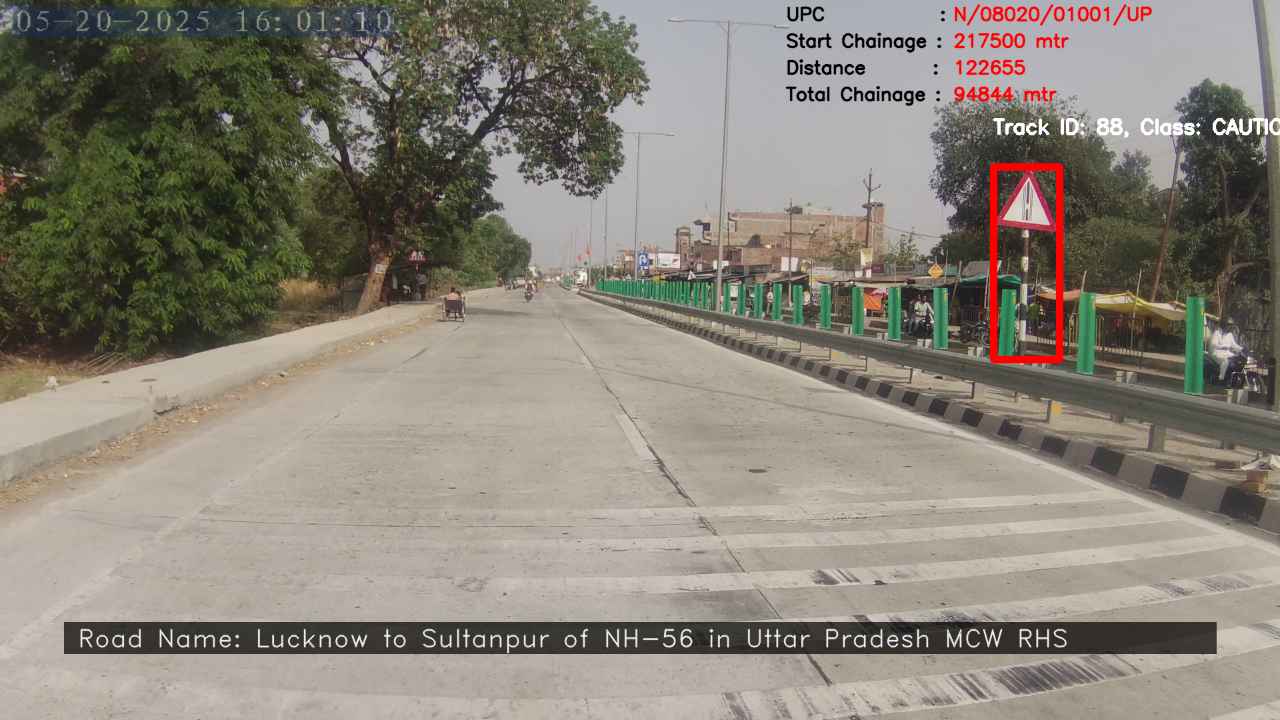 05-20-2025 16:01:10
UPC : N/08020/01001/UP
Start Chainage : 217500 mtr
Distance : 122655
Total Chainage : 94844 mtr
Track ID: 88, Class: CAUTIO
Road Name: Lucknow to Sultanpur of NH-56 in Uttar Pradesh MCW RHS